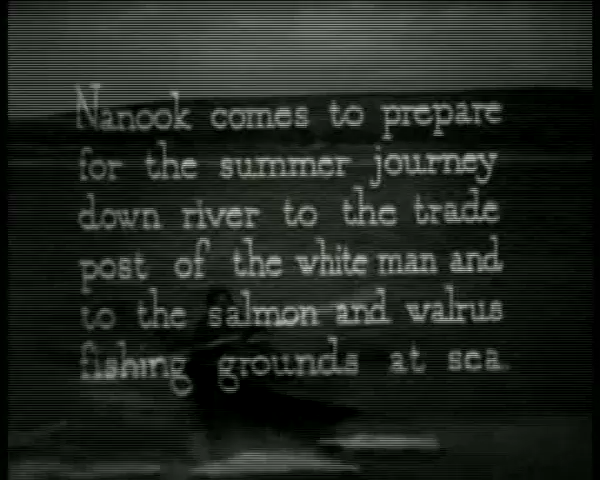 Nanook comes to prepare
for the summer journey
down river to the trade
post of the white man and
to the salmon and walrus
fishing grounds at sea.